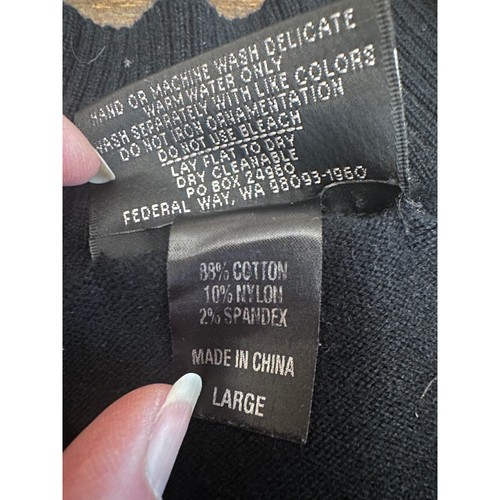 HAND OR MACHINE WASH DELICATE
WARM WATER ONLY
WASH SEPARATELY WITH LIKE COLORS
DO NOT IRON ORNAMENTATION
DO NOT USE BLEACH
LAY FLAT TO DRY
DRY CLEANABLE
PO BOX 24980
FEDERAL WAY, WA 98093-1960
88% COTTON
10% NYLON
2% SPANDEX
MADE IN CHINA
LARGE